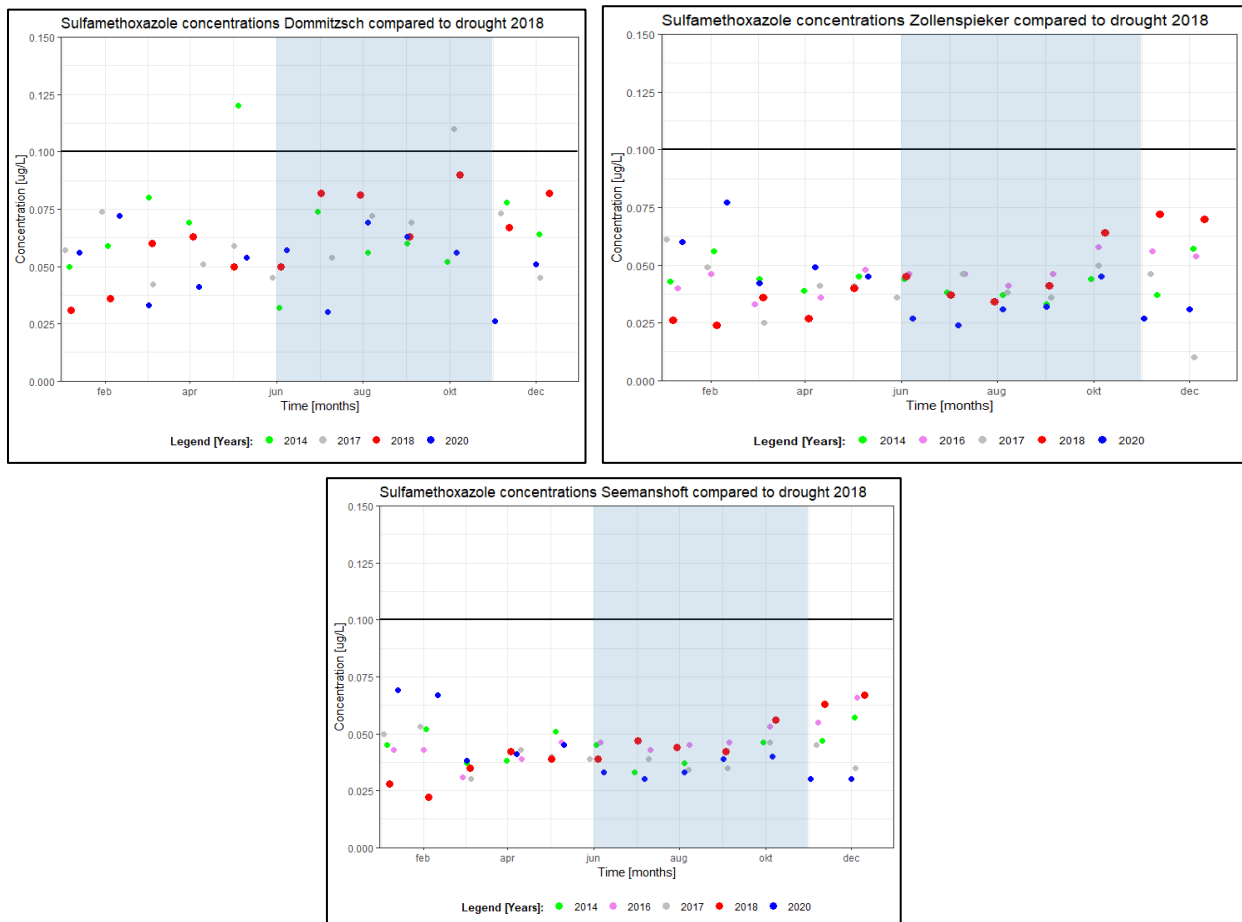 Sulfamethoxazole concentrations Dommitzsch compared to drought 2018
0.150
0.125
0.100
0.075
0.050
0.025
0.000
Concentration [ug/L]
feb apr jun aug okt dec
Time [months]
Legend [Years]: 2014 2017 2018 2020
Sulfamethoxazole concentrations Zollenspieker compared to drought 2018
0.150
0.125
0.100
0.075
0.050
0.025
0.000
Concentration [ug/L]
feb apr jun aug okt dec
Time [months]
Legend [Years]: 2014 2016 2017 2018 2020
Sulfamethoxazole concentrations Seemanshoft compared to drought 2018
0.150
0.125
0.100
0.075
0.050
0.025
0.000
Concentration [ug/L]
feb apr jun aug okt dec
Time [months]
Legend [Years]: 2014 2016 2017 2018 2020